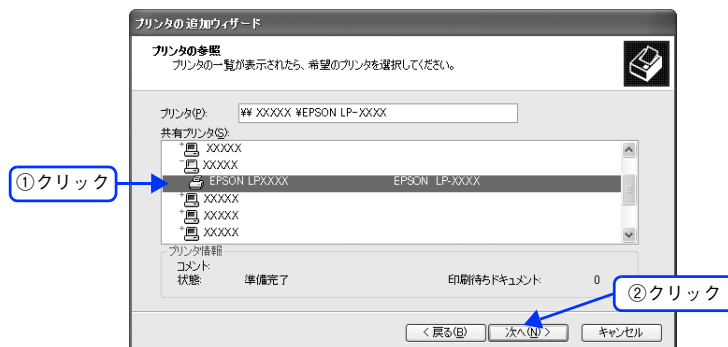 プリンタの追加ウィザード
プリンタの参照
プリンタの一覧が表示されたら、希望のプリンタを選択してください。
プリンタ(P): ¥¥ XXXXX ¥EPSON LP-XXXX
共有プリンタ(S):
XXXXX
XXXXX
EPSON LPXXXX EPSON LP-XXXX
①クリック
XXXXX
XXXXX
XXXXX
プリンタ情報
コメント:
状態: 準備完了 印刷待ちドキュメント: 0
②クリック
< 戻る(B) 次へ(N) > キャンセル